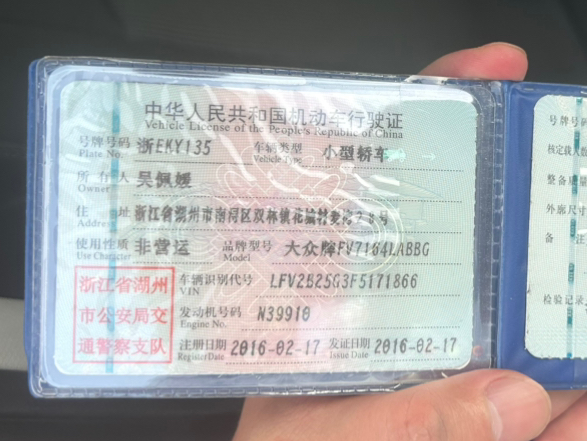 中华人民共和国机动车行驶证
Vehicle License of the People's Republic of China
号牌号码 浙EKY135 车辆类型 小型轿车
Plate No. Vehicle Type
所有人 吴佩媛
Owner
住址 浙江省湖州市南浔区双林镇花 28号
Address
使用性质 非营运 品牌型号 大众牌FV7164LABBG
Use Character Model
浙江省湖州
市公安局交
通警察支队
车辆识别代号 LFV2B25G3F5171866
VIN
发动机号码 N39910
Engine No.
注册日期 2016-02-17 发证日期 2016-02-17
Register Date Issue Date
号牌号码
核定载人
整备质量
外廓尺寸
备注
检验记录